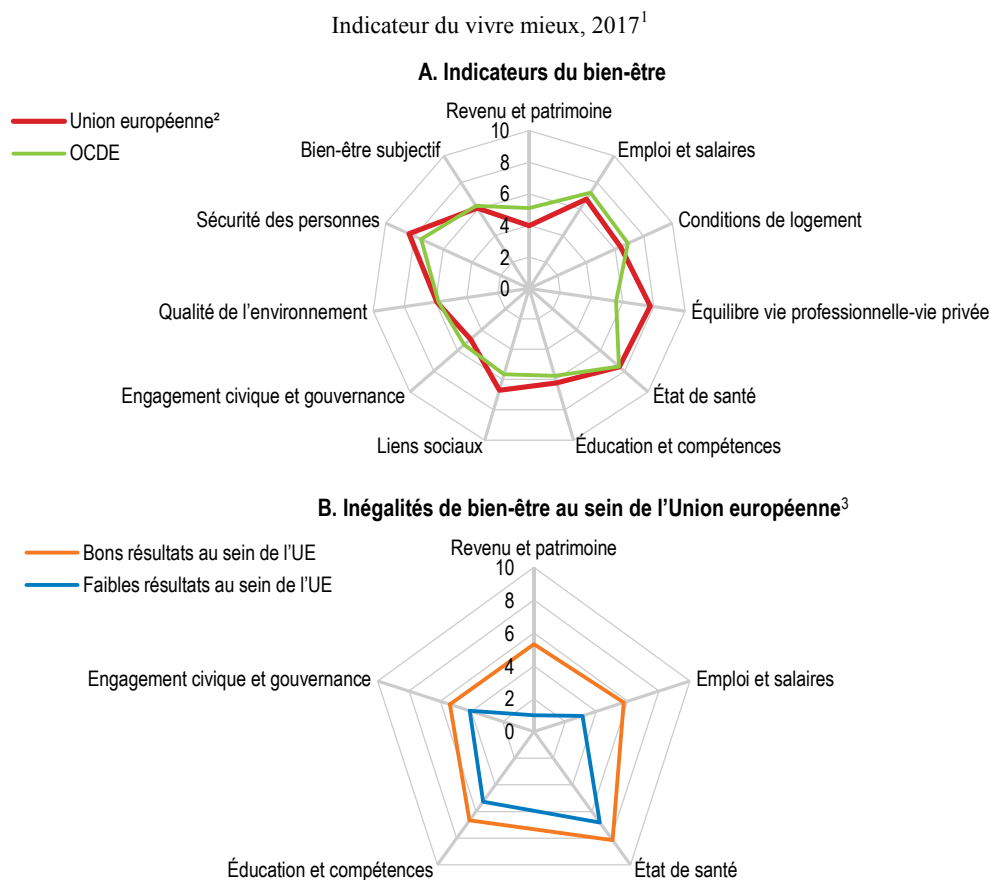 Indicateur du vivre mieux, 2017¹
A. Indicateurs du bien-être
Union européenne²
OCDE
Revenu et patrimoine
Emploi et salaires
Conditions de logement
Équilibre vie professionnelle-vie privée
État de santé
Éducation et compétences
Liens sociaux
Engagement civique et gouvernance
Qualité de l'environnement
Sécurité des personnes
Bien-être subjectif
10
8
6
4
2
0
B. Inégalités de bien-être au sein de l'Union européenne³
Bons résultats au sein de l'UE
Faibles résultats au sein de l'UE
Revenu et patrimoine
Emploi et salaires
État de santé
Éducation et compétences
Engagement civique et gouvernance
10
8
6
4
2
0